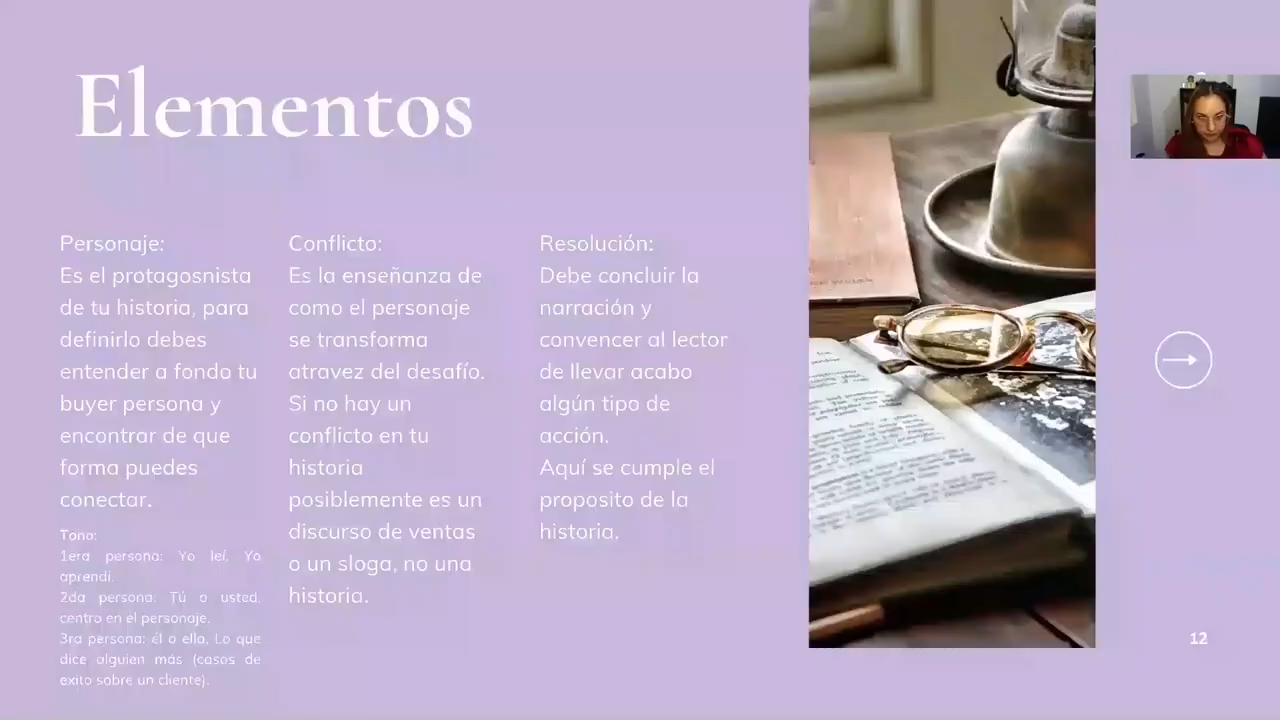 Elementos
Personaje:
Es el protagosnista
de tu historia, para
definirlo debes
entender a fondo tu
buyer persona y
encontrar de que
forma puedes
conectar.
Tono:
1era persona: Yo leí, Yo
aprendí.
2da persona: Tú o usted,
centro en el personaje.
3ra persona: él o ella, Lo que
dice alguien más (casos de
exito sobre un cliente).
Conflicto:
Es la enseñanza de
como el personaje
se transforma
atravez del desafío.
Si no hay un
conflicto en tu
historia
posiblemente es un
discurso de ventas
o un sloga, no una
historia.
Resolución:
Debe concluir la
narración y
convencer al lector
de llevar acabo
algún tipo de
acción.
Aquí se cumple el
proposito de la
historia.
12